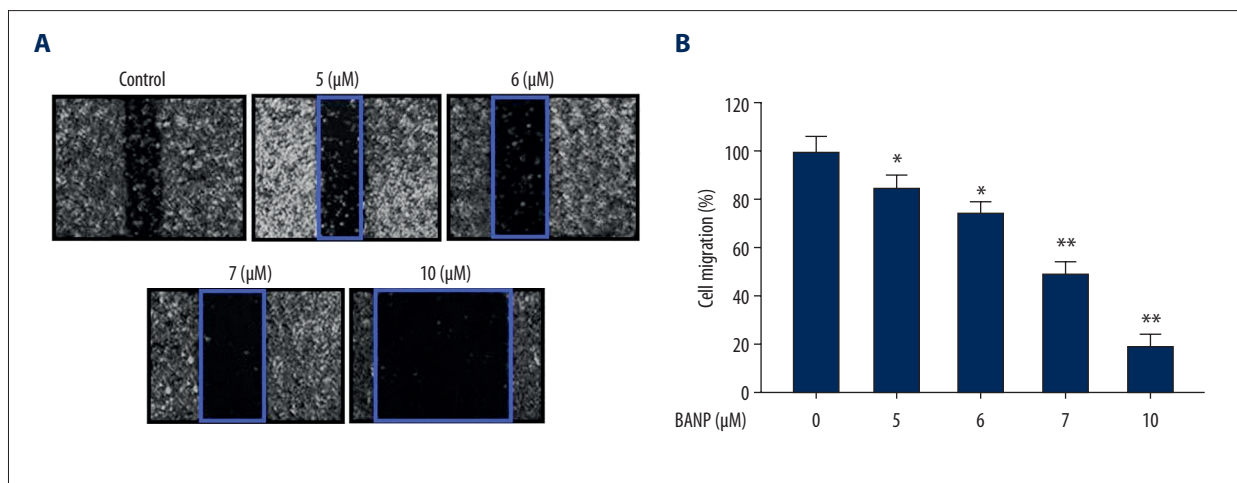 A
Control
5 (µM)
6 (µM)
7 (µM)
10 (µM)
B
120
100
80
60
40
20
0
Cell migration (%)
*
*
**
**
BANP (µM)
0
5
6
7
10